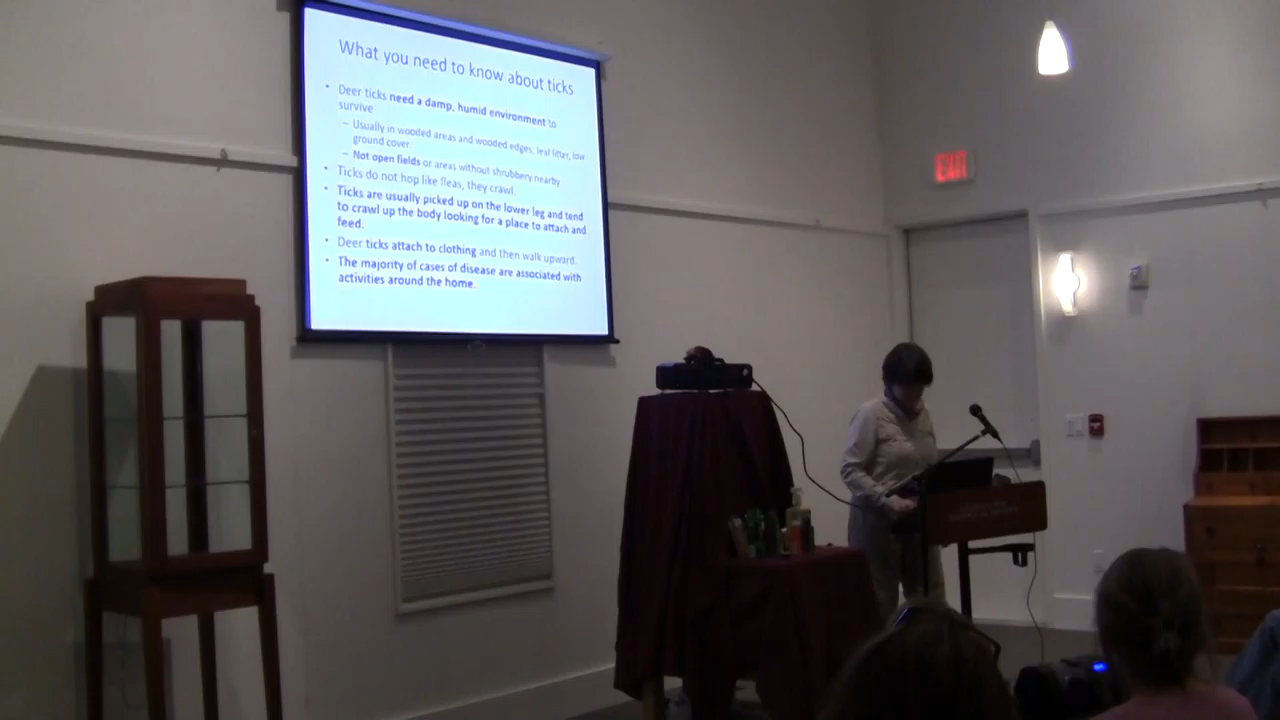 What you need to know about ticks
• Deer ticks need a damp, humid environment to
survive
– Usually in wooded areas and wooded edges, leaf litter, low
ground cover
– Not open fields or areas without shrubbery nearby
• Ticks do not hop like fleas, they crawl.
• Ticks are usually picked up on the lower leg and tend
to crawl up the body looking for a place to attach and
feed.
• Deer ticks attach to clothing and then walk upward.
• The majority of cases of disease are associated with
activities around the home.
EXIT